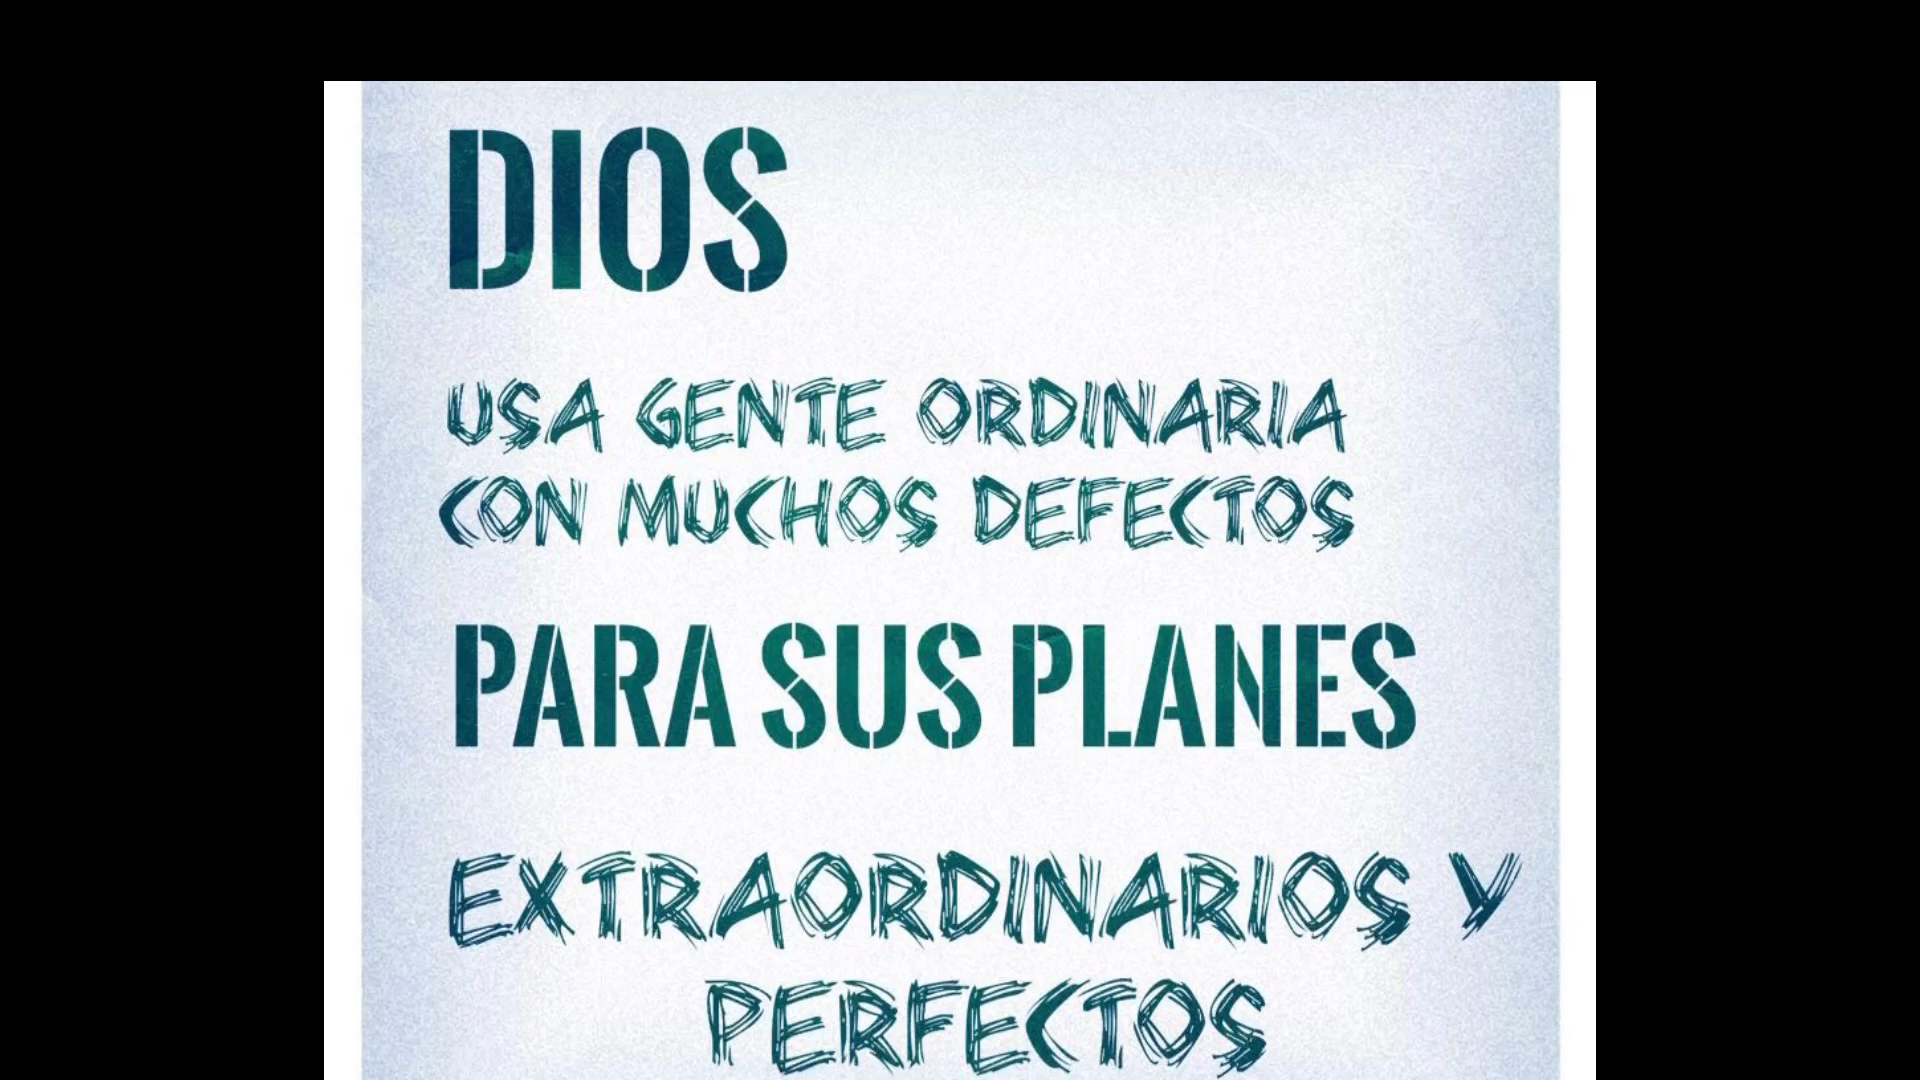 DIOS
USA GENTE ORDINARIA
CON MUCHOS DEFECTOS
PARA SUS PLANES
EXTRAORDINARIOS Y
PERFECTOS